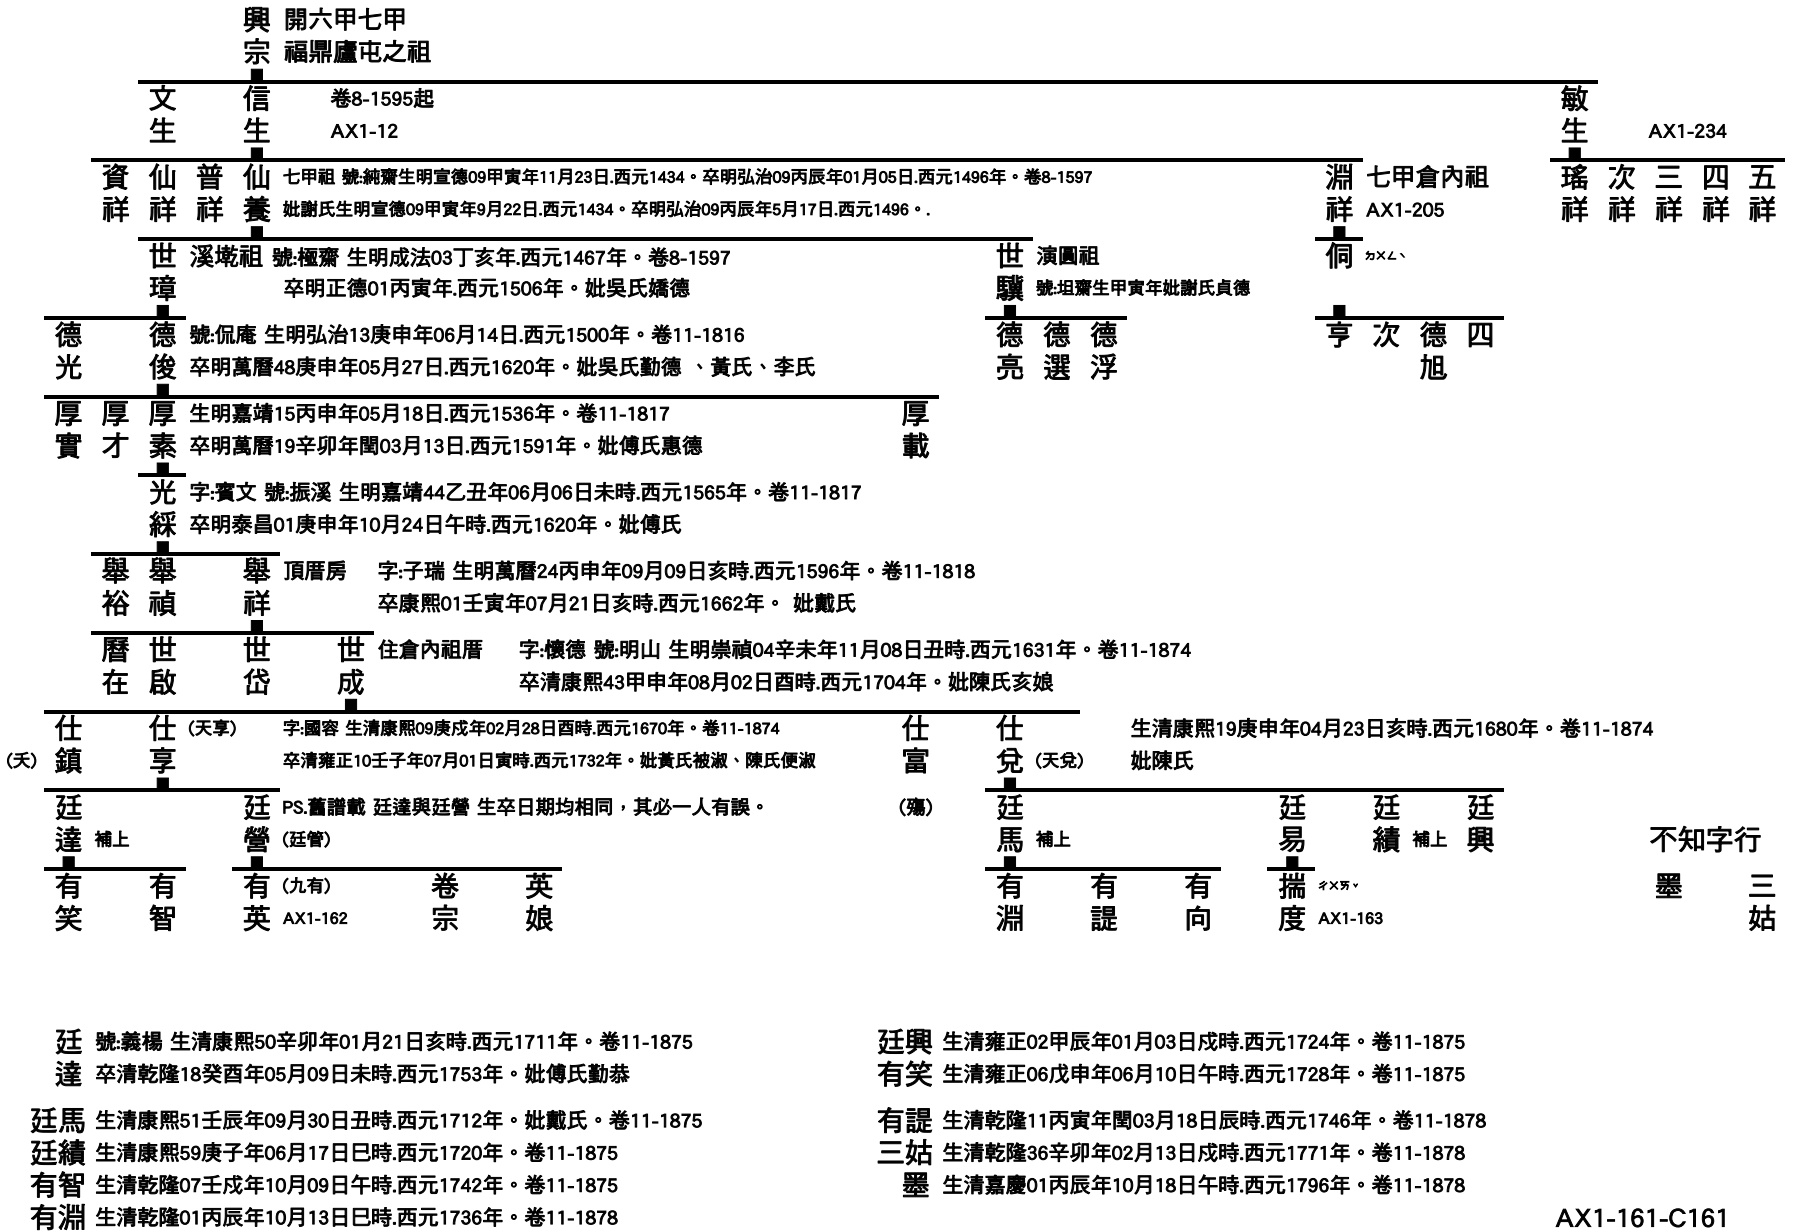 興宗 開六甲七甲
福鼎廬屯之祖
文生 信生 卷8-1595起 AX1-12 敏生 AX1-234
資祥 仙祥 普祥 仙養 七甲祖 號:純齋生明宣德09甲寅年11月23日.西元1434。卒明弘治09丙辰年01月05日.西元1496年。卷8-1597
妣謝氏生明宣德09甲寅年9月22日.西元1434。卒明弘治09丙辰年5月17日.西元1496。.
淵祥 七甲倉內祖 AX1-205 瑤祥 次祥 三祥 四祥 五祥
世璋 溪墘祖 號:極齋 生明成法03丁亥年.西元1467年。卷8-1597
卒明正德01丙寅年.西元1506年。妣吳氏嬌德
世驥 演圓祖
號:坦齋生甲寅年妣謝氏貞德
侗 ㄉㄨㄥˋ
德光 德俊 號:侃庵 生明弘治13庚申年06月14日.西元1500年。卷11-1816
卒明萬曆48庚申年05月27日.西元1620年。妣吳氏勤德 、黃氏、李氏
德亮 德選 德浮 亨 次 德旭 四
厚實 厚才 厚素 生明嘉靖15丙申年05月18日.西元1536年。卷11-1817
卒明萬曆19辛卯年閏03月13日.西元1591年。妣傅氏惠德
厚載
光綵 字:賓文 號:振溪 生明嘉靖44乙丑年06月06日未時.西元1565年。卷11-1817
卒明泰昌01庚申年10月24日午時.西元1620年。妣傅氏
舉裕 舉禎 舉祥 頂厝房 字:子瑞 生明萬曆24丙申年09月09日亥時.西元1596年。卷11-1818
卒康熙01壬寅年07月21日亥時.西元1662年。 妣戴氏
曆在 世啟 世岱 世成 住倉內祖厝 字:懷德 號:明山 生明崇禎04辛未年11月08日丑時.西元1631年。卷11-1874
卒清康熙43甲申年08月02日酉時.西元1704年。妣陳氏亥娘
仕鎮 (夭) 仕享 (天享) 字:國容 生清康熙09庚戌年02月28日酉時.西元1670年。卷11-1874
卒清雍正10壬子年07月01日寅時.西元1732年。妣黃氏被淑、陳氏便淑
仕富 (殤) 仕兌 (天兌) 生清康熙19庚申年04月23日亥時.西元1680年。卷11-1874
妣陳氏
廷達 補上 廷營 (廷管) PS.舊譜載 廷達與廷營 生卒日期均相同，其必一人有誤。
廷馬 補上 廷易 廷績 補上 廷興 不知字行
有笑 有智 有英 (九有) AX1-162 卷宗 英娘 有淵 有諟 有向 揣度 ㄔㄨㄞˇ AX1-163 墨 三姑
廷達 號:義楊 生清康熙50辛卯年01月21日亥時.西元1711年。卷11-1875
卒清乾隆18癸酉年05月09日未時.西元1753年。妣傅氏勤恭
廷馬 生清康熙51壬辰年09月30日丑時.西元1712年。妣戴氏。卷11-1875
廷績 生清康熙59庚子年06月17日巳時.西元1720年。卷11-1875
有智 生清乾隆07壬戌年10月09日午時.西元1742年。卷11-1875
有淵 生清乾隆01丙辰年10月13日巳時.西元1736年。卷11-1878
廷興 生清雍正02甲辰年01月03日戌時.西元1724年。卷11-1875
有笑 生清雍正06戊申年06月10日午時.西元1728年。卷11-1875
有諟 生清乾隆11丙寅年閏03月18日辰時.西元1746年。卷11-1878
三姑 生清乾隆36辛卯年02月13日戌時.西元1771年。卷11-1878
墨 生清嘉慶01丙辰年10月18日午時.西元1796年。卷11-1878
AX1-161-C161